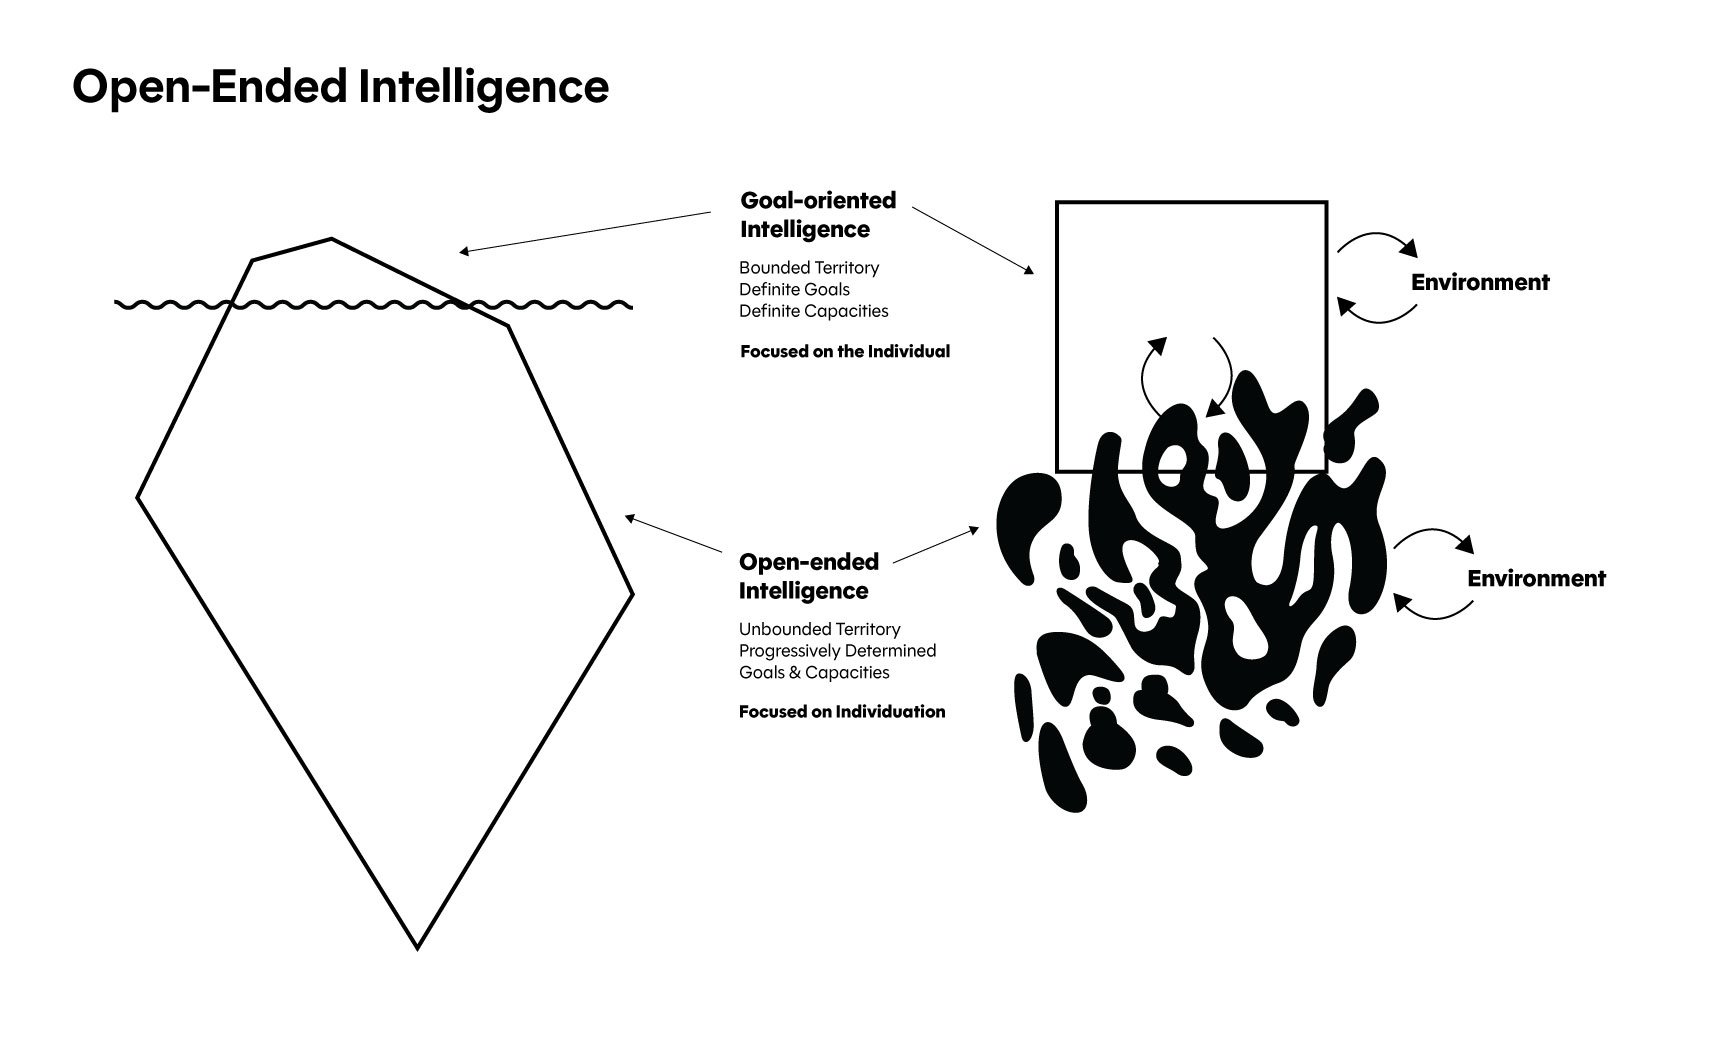 Open-Ended Intelligence
Goal-oriented
Intelligence
Bounded Territory
Definite Goals
Definite Capacities
Focused on the Individual
Environment
Open-ended
Intelligence
Unbounded Territory
Progressively Determined
Goals & Capacities
Focused on Individuation
Environment